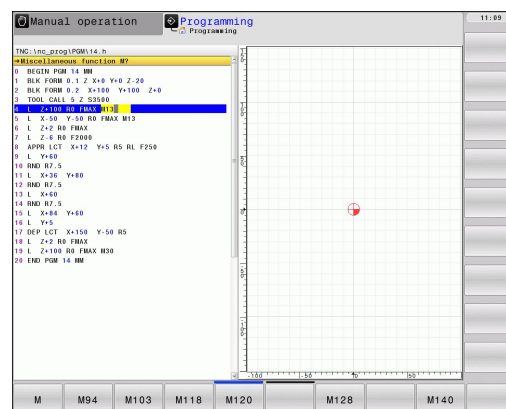 Manual operation
Programming
Programming
11:09
TNC:\nc_prog\PGM\14.h
→Miscellaneous function M?
0 BEGIN PGM 14 MM
1 BLK FORM 0.1 Z X+0 Y+0 Z-20
2 BLK FORM 0.2 X+100 Y+100 Z+0
3 TOOL CALL 5 Z S3500
4 L Z+100 R0 FMAX M13
5 L X-50 Y-50 R0 FMAX M13
6 L Z+2 R0 FMAX
7 L Z-6 R0 F2000
8 APPR LCT X+12 Y+5 R5 RL F250
9 L Y+60
10 RND R7.5
11 L X+36 Y+80
12 RND R7.5
13 L X+60
14 RND R7.5
15 L X+84 Y+60
16 L Y+5
17 DEP LCT X+150 Y-50 R5
18 L Z+2 R0 FMAX
19 L Z+100 R0 FMAX M30
20 END PGM 14 MM
-100 -50 0 50
M M94 M103 M118 M120 M128 M140